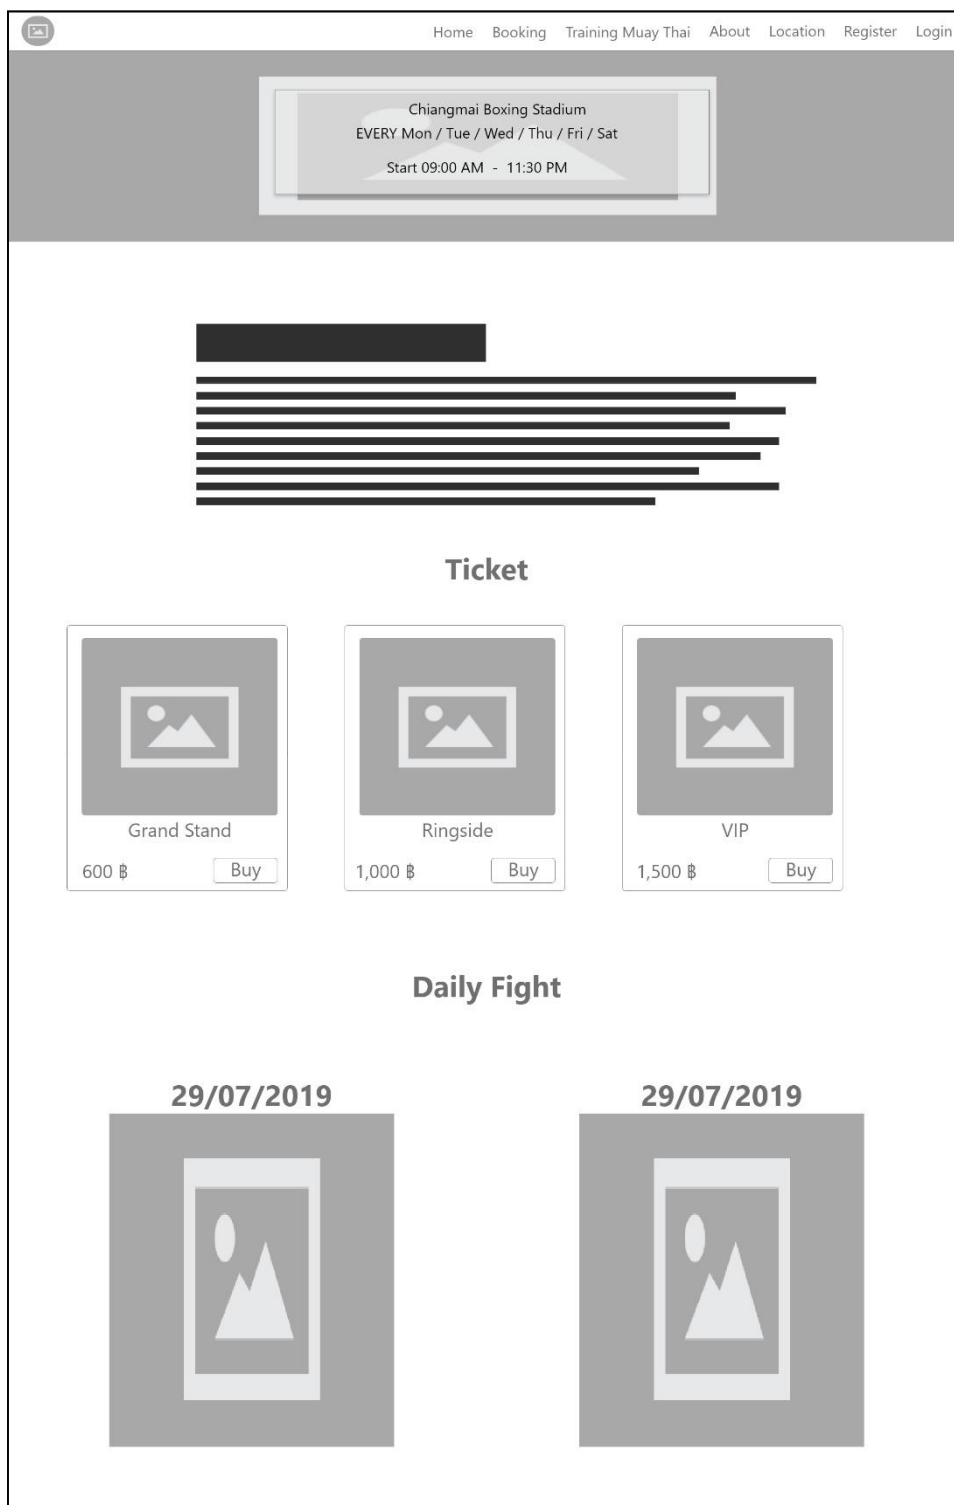 Home Booking Training Muay Thai About Location Register Login
Chiangmai Boxing Stadium
EVERY Mon / Tue / Wed / Thu / Fri / Sat
Start 09:00 AM - 11:30 PM
Ticket
Grand Stand
600 ฿ Buy
Ringside
1,000 ฿ Buy
VIP
1,500 ฿ Buy
Daily Fight
29/07/2019 29/07/2019